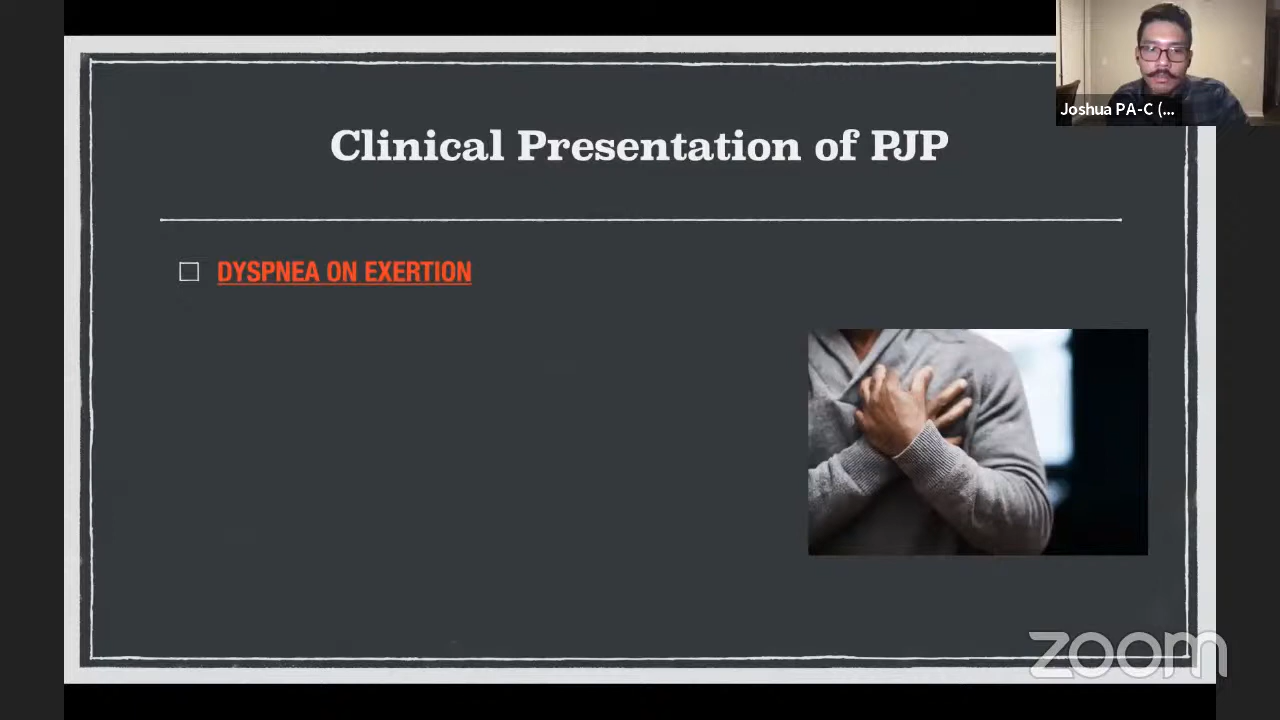 Joshua PA-C (...
Clinical Presentation of PJP
DYSPNEA ON EXERTION
zoom